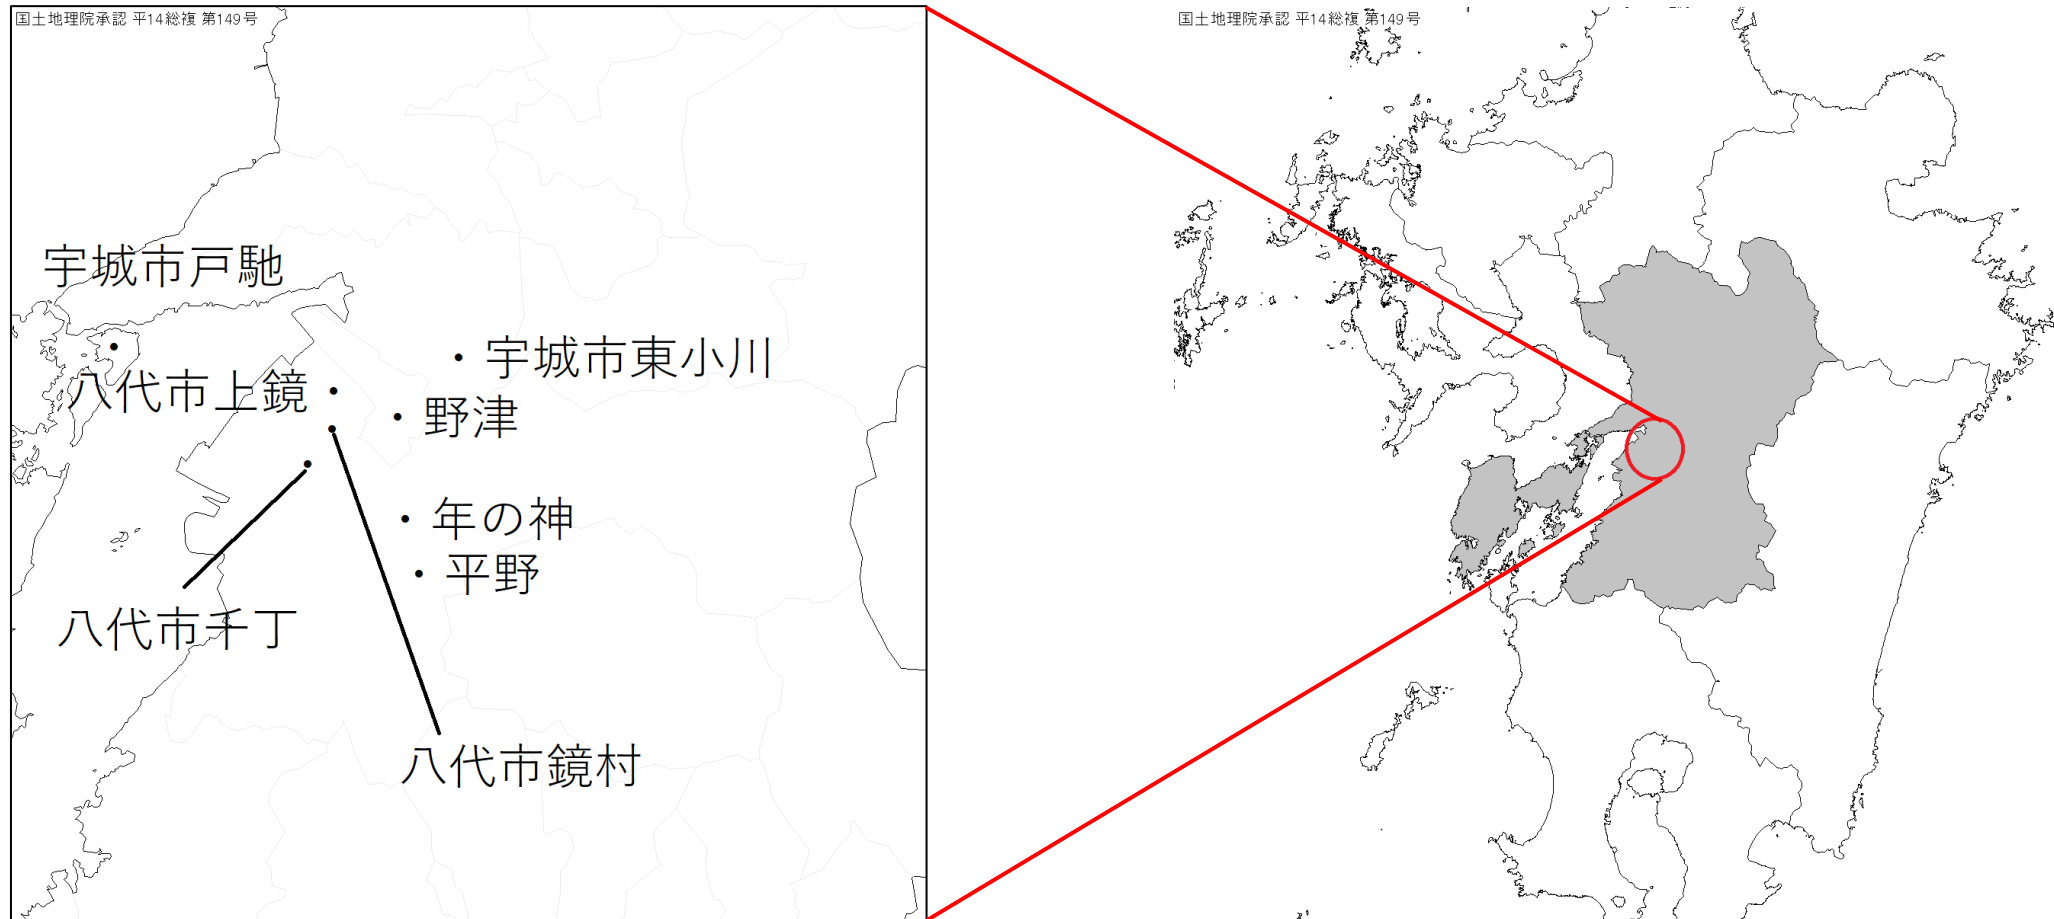 国土地理院承認 平14総複 第149号
国土地理院承認 平14総複 第149号
宇城市戸馳
・宇城市東小川
八代市上鏡・
・野津
・年の神
・平野
八代市千丁
八代市鏡村